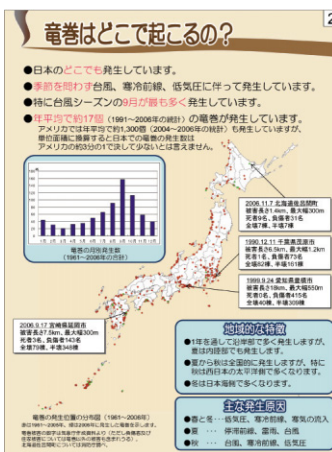 2
竜巻はどこで起こるの？
●日本のどこでも発生しています。
●季節を問わず台風、寒冷前線、低気圧に伴って発生しています。
●特に台風シーズンの9月が最も多く発生しています。
●年平均で約17個（1991～2006年の統計）の竜巻が発生しています。
アメリカでは年平均で約1,300個（2004～2006年の統計）も発生していますが、
単位面積に換算すると日本での竜巻の発生数は
アメリカの約3分の1で決して少ないとは言えません。
竜巻の月別発生数
（1961～2006年の合計）
2006.11.7 北海道佐呂間町
被害長さ1.4km、最大幅300m
死者9名、負傷者31名
全壊7棟、半壊7棟
1990.12.11 千葉県茂原市
被害長さ6.5km、最大幅1.2km
死者1名、負傷者73名
全壊82棟、半壊161棟
1999.9.24 愛知県豊橋市
被害長さ18km、最大幅550m
死者0名、負傷者415名
全壊40棟、半壊309棟
2006.9.17 宮崎県延岡市
被害長さ7.5km、最大幅300m
死者3名、負傷者143名
全壊79棟、半壊348棟
地域的な特徴
●1年を通して沿岸部で多く発生しますが、
夏は内陸部でも発生します。
●夏から秋は全国的に発生しますが、特に
秋は西日本の太平洋側で多くなります。
●冬は日本海側で多くなります。
主な発生原因
●春と冬…低気圧、寒冷前線、寒気の流入
●夏 … 停滞前線、雷雨、台風
●秋 … 台風、寒冷前線、低気圧
竜巻の発生位置の分布図（1961～2006年）